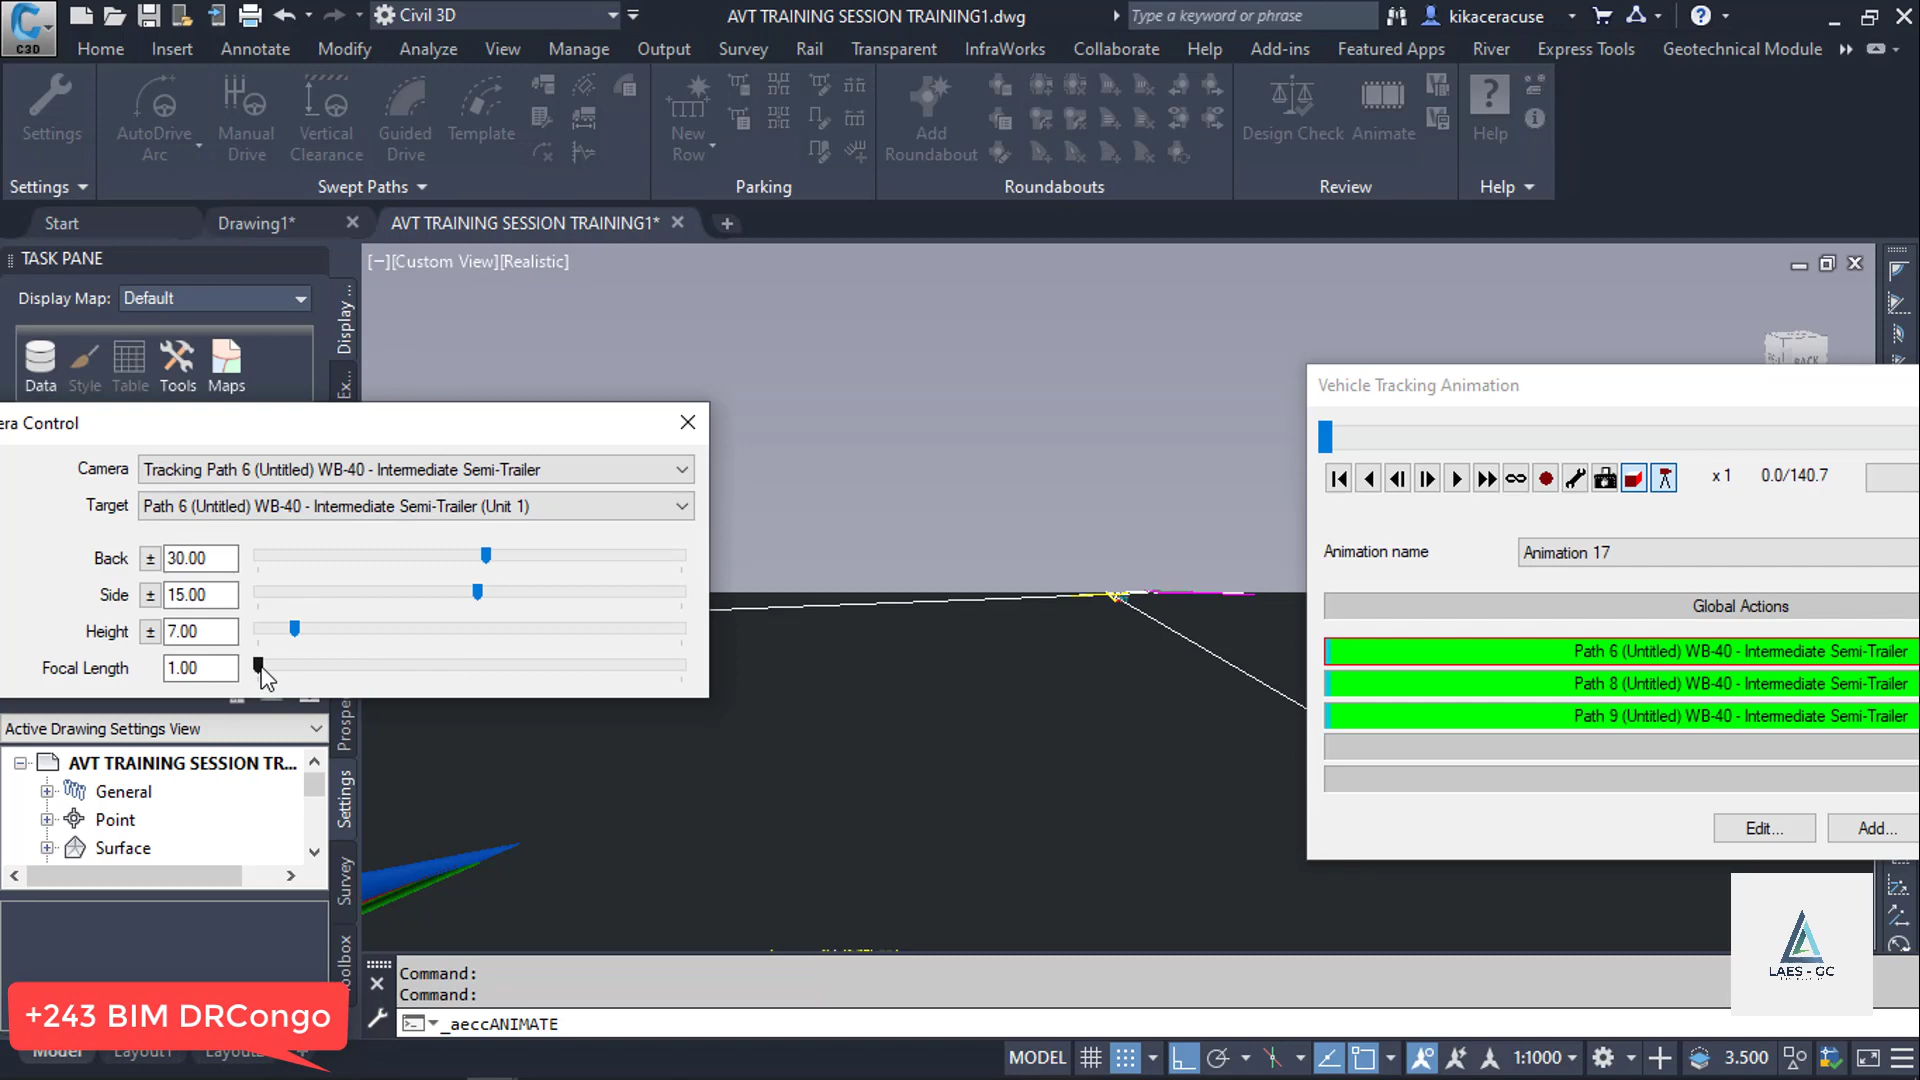 Civil 3D
AVT TRAINING SESSION TRAINING1.dwg
Type a keyword or phrase
kikaceracuse
C3D
Home Insert Annotate Modify Analyze View Manage Output Survey Rail Transparent InfraWorks Collaborate Help Add-ins Featured Apps River Express Tools Geotechnical Module
Settings
AutoDrive Arc
Manual Drive
Vertical Clearance
Guided Drive
Template
New Row
Add Roundabout
Design Check
Animate
Help
Settings
Swept Paths
Parking
Roundabouts
Review
Help
Start
Drawing1*
AVT TRAINING SESSION TRAINING1*
TASK PANE
Display Map: Default
Data Style Table Tools Maps
Display ...
Ex...
[−][Custom View][Realistic]
BACK
era Control
Camera Tracking Path 6 (Untitled) WB-40 - Intermediate Semi-Trailer
Target Path 6 (Untitled) WB-40 - Intermediate Semi-Trailer (Unit 1)
Back ± 30.00
Side ± 15.00
Height ± 7.00
Focal Length 1.00
Vehicle Tracking Animation
x 1 0.0/140.7
Animation name Animation 17
Global Actions
Path 6 (Untitled) WB-40 - Intermediate Semi-Trailer
Path 8 (Untitled) WB-40 - Intermediate Semi-Trailer
Path 9 (Untitled) WB-40 - Intermediate Semi-Trailer
Edit... Add...
Active Drawing Settings View
AVT TRAINING SESSION TR...
General
Point
Surface
Prospe
Settings
Survey
oolbox
Command:
Command:
_aeccANIMATE
LAES - GC
+243 BIM DRCongo
Model Layout1
MODEL 1:1000 3.500